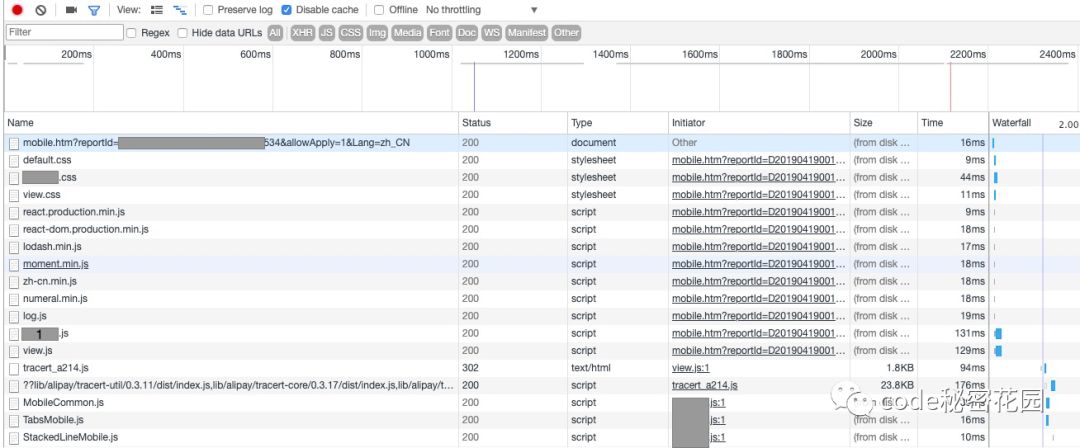 View: Preserve log Disable cache Offline No throttling
Filter Regex Hide data URLs All XHR JS CSS Img Media Font Doc WS Manifest Other
200ms 400ms 600ms 800ms 1000ms 1200ms 1400ms 1600ms 1800ms 2000ms 2200ms 2400ms
Name Status Type Initiator Size Time Waterfall 2.00
mobile.htm?reportId= 534&allowApply=1&Lang=zh_CN 200 document Other (from disk ... 16ms
default.css 200 stylesheet mobile.htm?reportId=D20190419001... (from disk ... 9ms
.css 200 stylesheet mobile.htm?reportId=D20190419001... (from disk ... 44ms
view.css 200 stylesheet mobile.htm?reportId=D20190419001... (from disk ... 11ms
react.production.min.js 200 script mobile.htm?reportId=D20190419001... (from disk ... 9ms
react-dom.production.min.js 200 script mobile.htm?reportId=D20190419001... (from disk ... 18ms
lodash.min.js 200 script mobile.htm?reportId=D20190419001... (from disk ... 17ms
moment.min.js 200 script mobile.htm?reportId=D20190419001... (from disk ... 18ms
zh-cn.min.js 200 script mobile.htm?reportId=D20190419001... (from disk ... 18ms
numeral.min.js 200 script mobile.htm?reportId=D20190419001... (from disk ... 18ms
log.js 200 script mobile.htm?reportId=D20190419001... (from disk ... 19ms
1 .js 200 script mobile.htm?reportId=D20190419001... (from disk ... 131ms
view.js 200 script mobile.htm?reportId=D20190419001... (from disk ... 129ms
tracert_a214.js 302 text/html view.js:1 1.8KB 94ms
??lib/alipay/tracert-util/0.3.11/dist/index.js,lib/alipay/tracert-core/0.3.17/dist/index.js,lib/alipay/t... 200 script tracert_a214.js 23.8KB 176ms
MobileCommon.js 200 script js:1 (from disk ...
TabsMobile.js 200 script js:1 (from disk ... 16ms
StackedLineMobile.js 200 script js:1 (from disk ... 10ms
code秘密花园